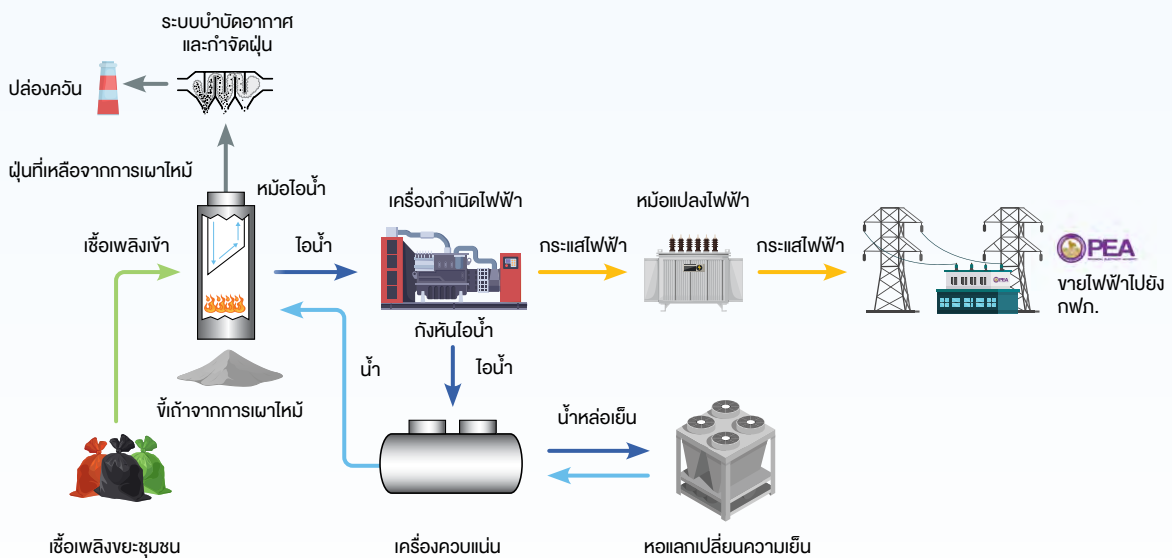 ระบบบำบัดอากาศ
และกำจัดฝุ่น
ปล่องควัน
ฝุ่นที่เหลือจากการเผาไหม้
หม้อไอน้ำ
เครื่องกำเนิดไฟฟ้า
หม้อแปลงไฟฟ้า
เชื้อเพลิงเข้า
ไอน้ำ
กระแสไฟฟ้า
กระแสไฟฟ้า
PEA
PEA
ขายไฟฟ้าไปยัง
กฟภ.
กังหันไอน้ำ
น้ำ
ไอน้ำ
ขี้เถ้าจากการเผาไหม้
น้ำหล่อเย็น
เชื้อเพลิงขยะชุมชน
เครื่องควบแน่น
หอแลกเปลี่ยนความเย็น